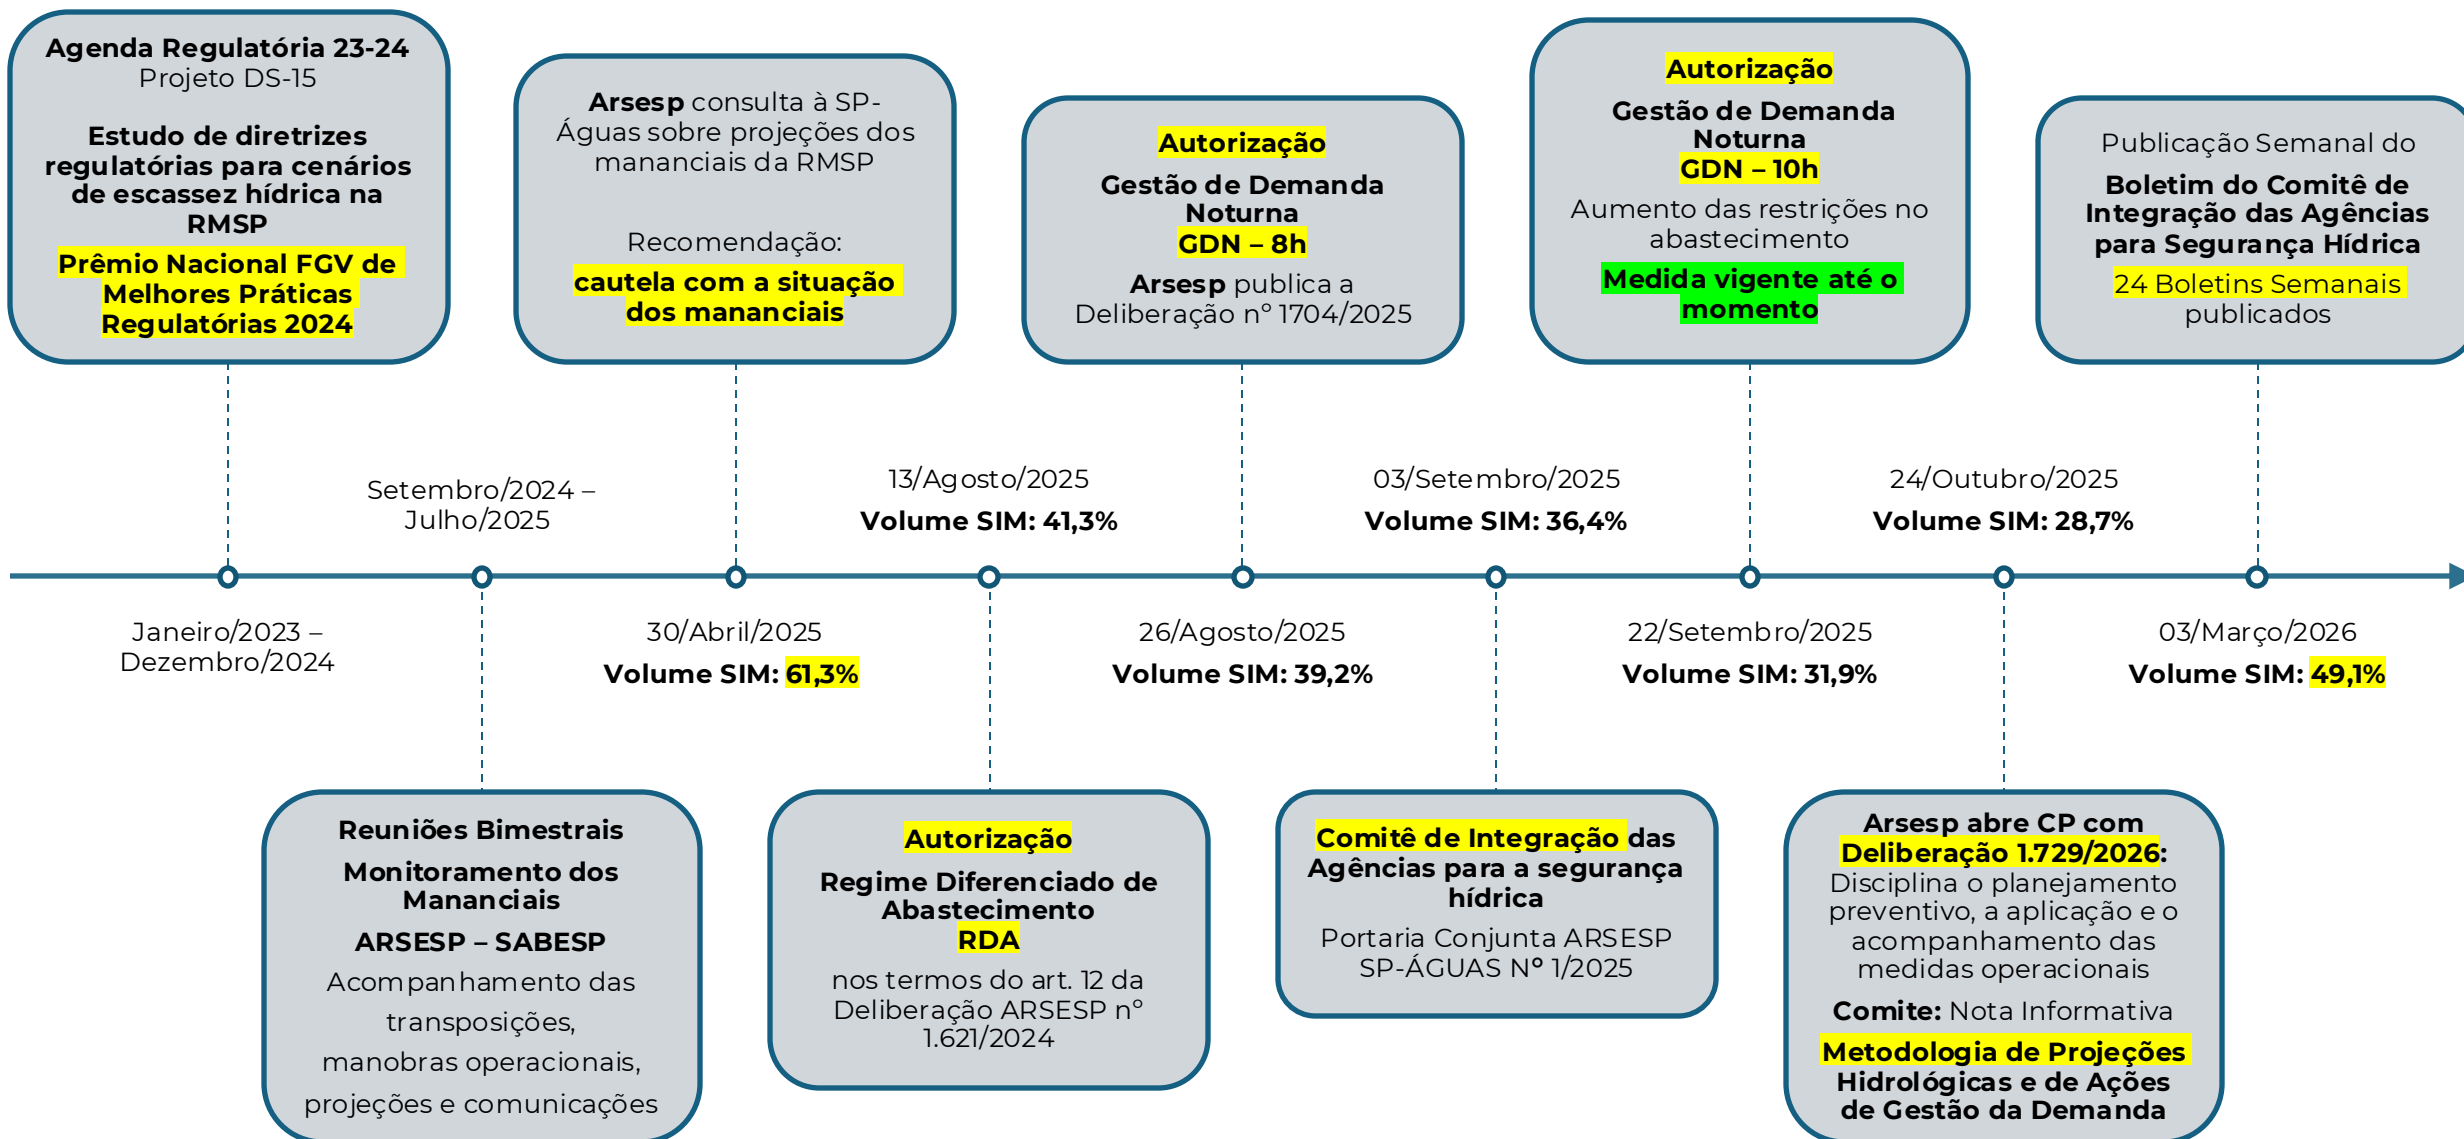 Agenda Regulatória 23-24
Projeto DS-15
Estudo de diretrizes
regulatórias para cenários
de escassez hídrica na
RMSP
Prêmio Nacional FGV de
Melhores Práticas
Regulatórias 2024
Arsesp consulta à SP-
Águas sobre projeções dos
mananciais da RMSP
Recomendação:
cautela com a situação
dos mananciais
Autorização
Gestão de Demanda
Noturna
GDN – 8h
Arsesp publica a
Deliberação nº 1704/2025
Autorização
Gestão de Demanda
Noturna
GDN – 10h
Aumento das restrições no
abastecimento
Medida vigente até o
momento
Publicação Semanal do
Boletim do Comitê de
Integração das Agências
para Segurança Hídrica
24 Boletins Semanais
publicados
Setembro/2024 –
Julho/2025
13/Agosto/2025
Volume SIM: 41,3%
03/Setembro/2025
Volume SIM: 36,4%
24/Outubro/2025
Volume SIM: 28,7%
Janeiro/2023 –
Dezembro/2024
30/Abril/2025
Volume SIM: 61,3%
26/Agosto/2025
Volume SIM: 39,2%
22/Setembro/2025
Volume SIM: 31,9%
03/Março/2026
Volume SIM: 49,1%
Reuniões Bimestrais
Monitoramento dos
Mananciais
ARSESP – SABESP
Acompanhamento das
transposições,
manobras operacionais,
projeções e comunicações
Autorização
Regime Diferenciado de
Abastecimento
RDA
nos termos do art. 12 da
Deliberação ARSESP nº
1.621/2024
Comitê de Integração das
Agências para a segurança
hídrica
Portaria Conjunta ARSESP
SP-ÁGUAS Nº 1/2025
Arsesp abre CP com
Deliberação 1.729/2026:
Disciplina o planejamento
preventivo, a aplicação e o
acompanhamento das
medidas operacionais
Comite: Nota Informativa
Metodologia de Projeções
Hidrológicas e de Ações
de Gestão da Demanda